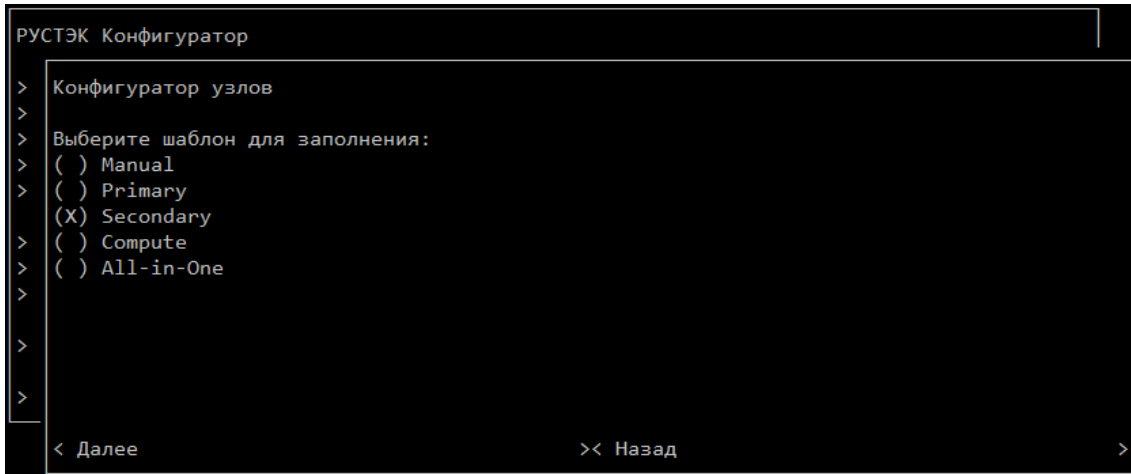 РУСТЭК Конфигуратор
> Конфигуратор узлов
>
> Выберите шаблон для заполнения:
> ( ) Manual
> ( ) Primary
(X) Secondary
> ( ) Compute
> ( ) All-in-One
>
>
>
< Далее >< Назад >